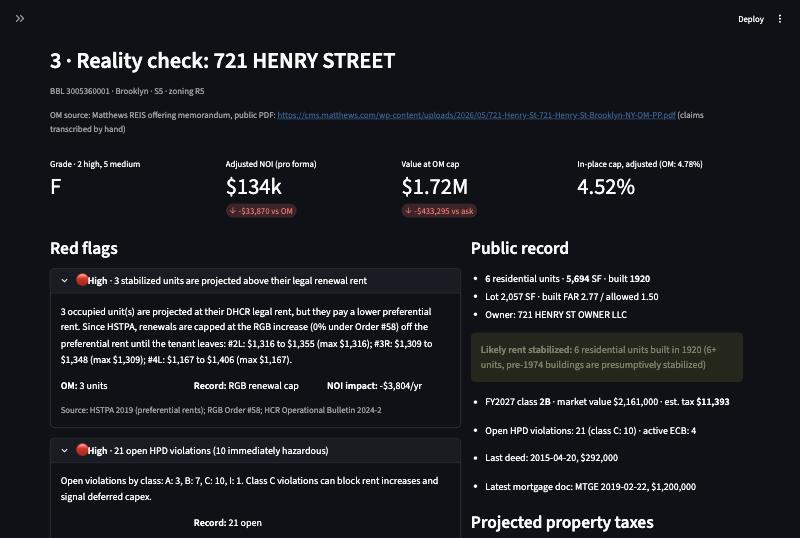 Deploy
3 · Reality check: 721 HENRY STREET
BBL 3005360001 · Brooklyn · S5 · zoning R5
OM source: Matthews REIS offering memorandum, public PDF: https://cms.matthews.com/wp-content/uploads/2026/05/721-Henry-St-721-Henry-St-Brooklyn-NY-OM-PP.pdf (claims
transcribed by hand)
Grade · 2 high, 5 medium
F
Adjusted NOI (pro forma)
$134k
↓ -$33,870 vs OM
Value at OM cap
$1.72M
↓ -$433,295 vs ask
In-place cap, adjusted (OM: 4.78%)
4.52%
Red flags
High · 3 stabilized units are projected above their legal renewal rent
3 occupied unit(s) are projected at their DHCR legal rent, but they pay a lower preferential
rent. Since HSTPA, renewals are capped at the RGB increase (0% under Order #58) off the
preferential rent until the tenant leaves: #2L: $1,316 to $1,355 (max $1,316); #3R: $1,309 to
$1,348 (max $1,309); #4L: $1,167 to $1,406 (max $1,167).
OM: 3 units
Record: RGB renewal cap
NOI impact: -$3,804/yr
Source: HSTPA 2019 (preferential rents); RGB Order #58; HCR Operational Bulletin 2024-2
High · 21 open HPD violations (10 immediately hazardous)
Open violations by class: A: 3, B: 7, C: 10, I: 1. Class C violations can block rent increases and
signal deferred capex.
Record: 21 open
Public record
6 residential units · 5,694 SF · built 1920
Lot 2,057 SF · built FAR 2.77 / allowed 1.50
Owner: 721 HENRY ST OWNER LLC
Likely rent stabilized: 6 residential units built in 1920 (6+
units, pre-1974 buildings are presumptively stabilized)
FY2027 class 2B · market value $2,161,000 · est. tax $11,393
Open HPD violations: 21 (class C: 10) · active ECB: 4
Last deed: 2015-04-20, $292,000
Latest mortgage doc: MTGE 2019-02-22, $1,200,000
Projected property taxes